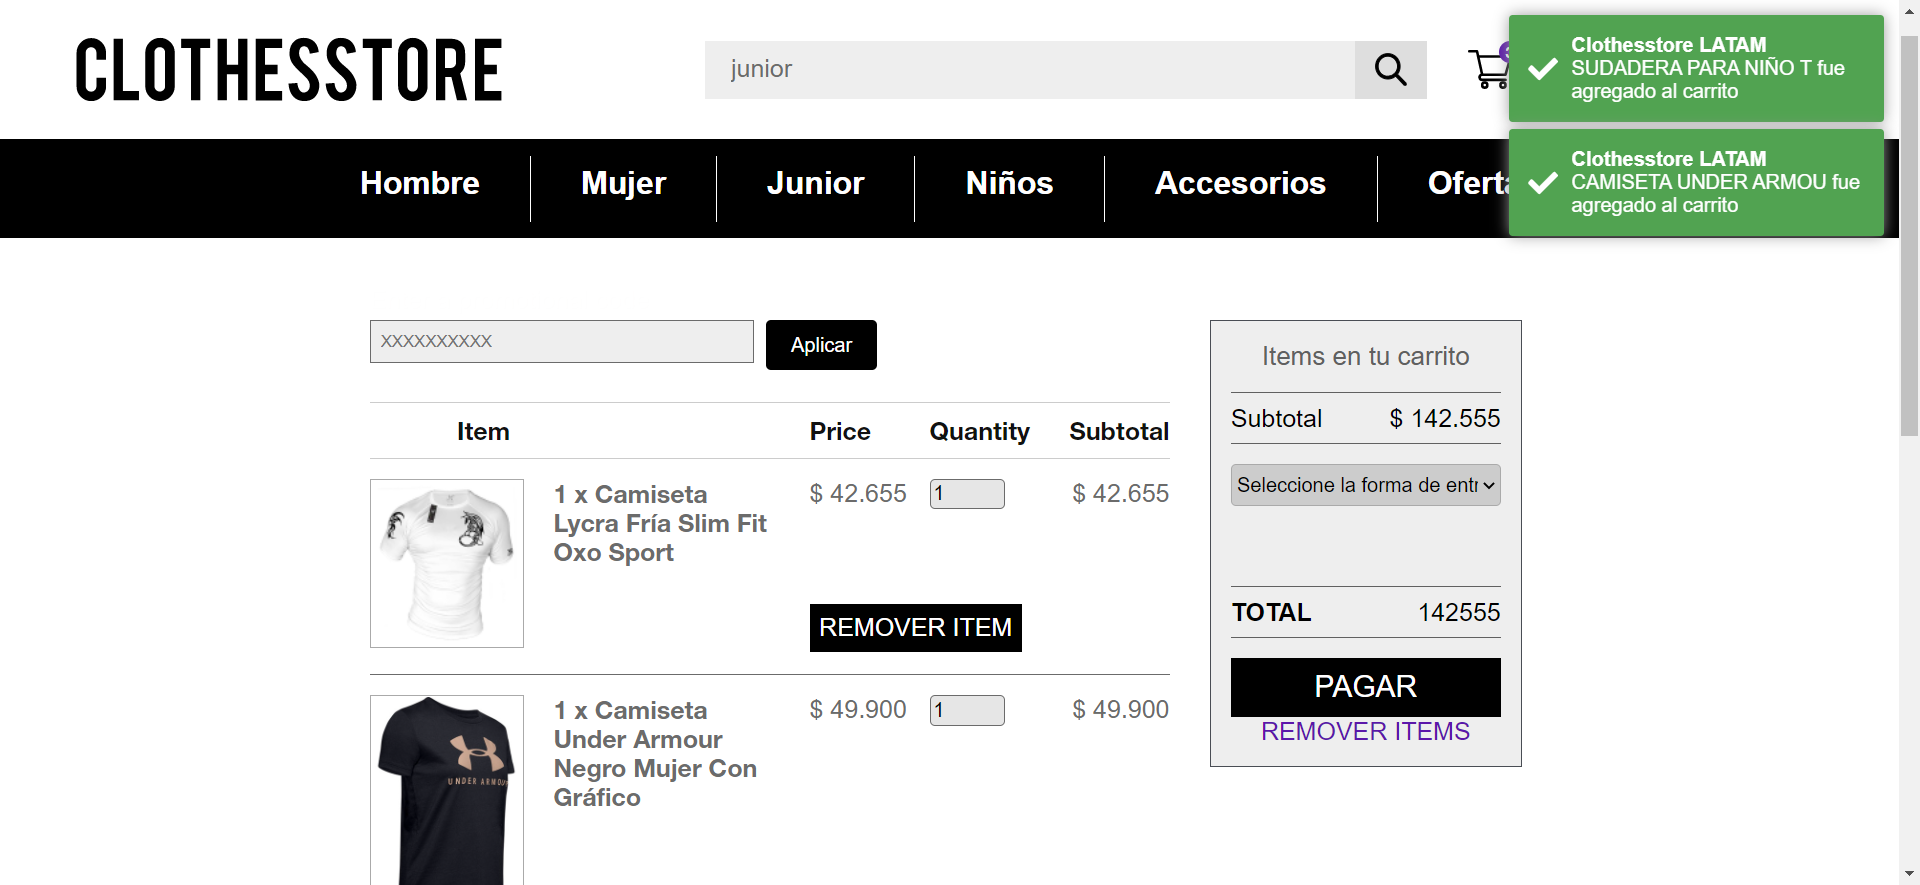 CLOTHESSTORE
junior
Clothesstore LATAM
SUDADERA PARA NIÑO T fue
agregado al carrito
Clothesstore LATAM
CAMISETA UNDER ARMOU fue
agregado al carrito
Hombre
Mujer
Junior
Niños
Accesorios
Oferta
XXXXXXXXXX
Aplicar
Item
Price
Quantity
Subtotal
1 x Camiseta
Lycra Fría Slim Fit
Oxo Sport
$ 42.655
1
$ 42.655
REMOVER ITEM
1 x Camiseta
Under Armour
Negro Mujer Con
Gráfico
$ 49.900
1
$ 49.900
UNDER ARMOU
Items en tu carrito
Subtotal
$ 142.555
Seleccione la forma de entr
TOTAL
142555
PAGAR
REMOVER ITEMS